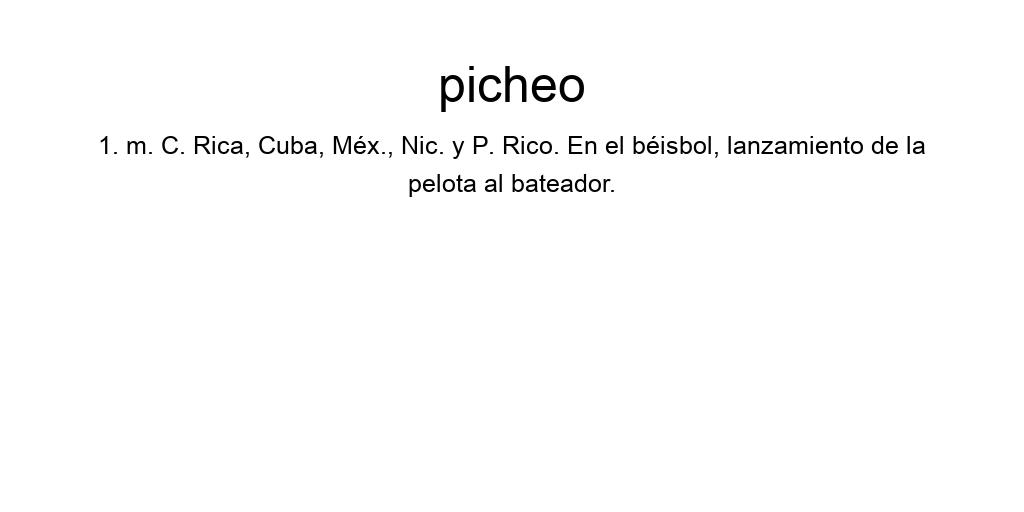 picheo
1. m. C. Rica, Cuba, Méx., Nic. y P. Rico. En el béisbol, lanzamiento de la
pelota al bateador.